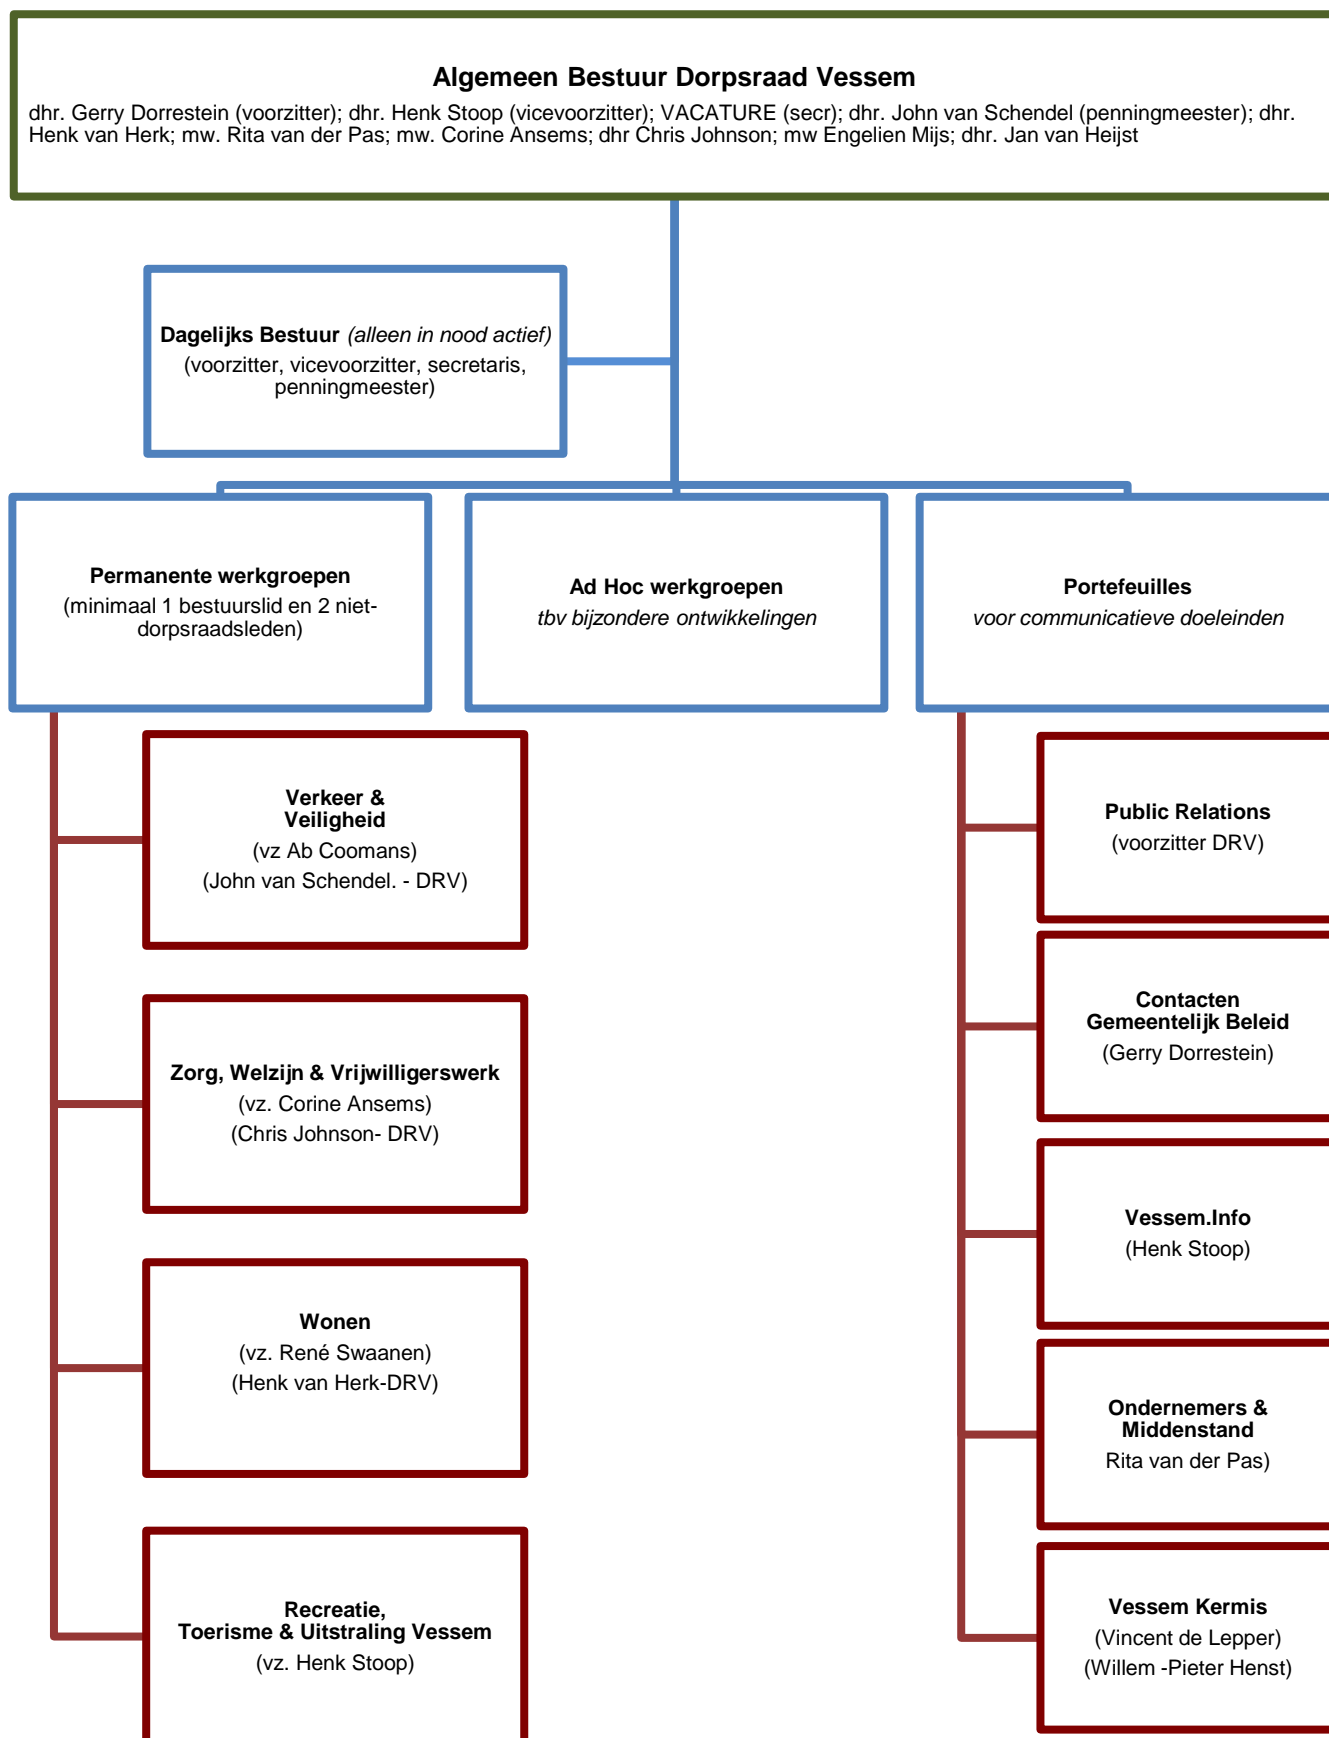 Algemeen Bestuur Dorpsraad Vessem
dhr. Gerry Dorrestein (voorzitter); dhr. Henk Stoop (vicevoorzitter); VACATURE (secr); dhr. John van Schendel (penningmeester); dhr.
Henk van Herk; mw. Rita van der Pas; mw. Corine Ansems; dhr Chris Johnson; mw Engelien Mijs; dhr. Jan van Heijst
Dagelijks Bestuur (alleen in nood actief)
(voorzitter, vicevoorzitter, secretaris,
penningmeester)
Permanente werkgroepen
(minimaal 1 bestuurslid en 2 niet-
dorpsraadsleden)
Ad Hoc werkgroepen
tbv bijzondere ontwikkelingen
Portefeuilles
voor communicatieve doeleinden
Verkeer &
Veiligheid
(vz Ab Coomans)
(John van Schendel. - DRV)
Zorg, Welzijn & Vrijwilligerswerk
(vz. Corine Ansems)
(Chris Johnson- DRV)
Wonen
(vz. René Swaanen)
(Henk van Herk-DRV)
Recreatie,
Toerisme & Uitstraling Vessem
(vz. Henk Stoop)
Public Relations
(voorzitter DRV)
Contacten
Gemeentelijk Beleid
(Gerry Dorrestein)
Vessem.Info
(Henk Stoop)
Ondernemers &
Middenstand
Rita van der Pas)
Vessem Kermis
(Vincent de Lepper)
(Willem -Pieter Henst)